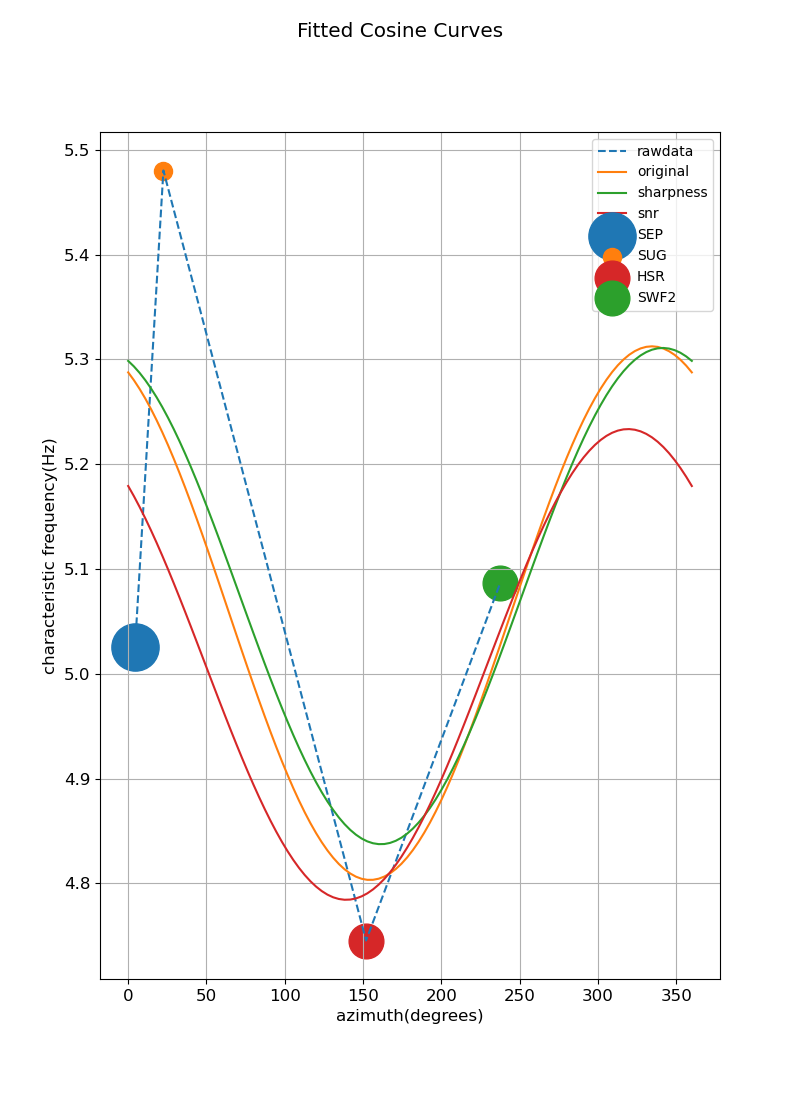 Fitted Cosine Curves
5.5
5.4
5.3
5.2
5.1
5.0
4.9
4.8
characteristic frequency(Hz)
rawdata
original
sharpness
snr
SEP
SUG
HSR
SWF2
0 50 100 150 200 250 300 350
azimuth(degrees)